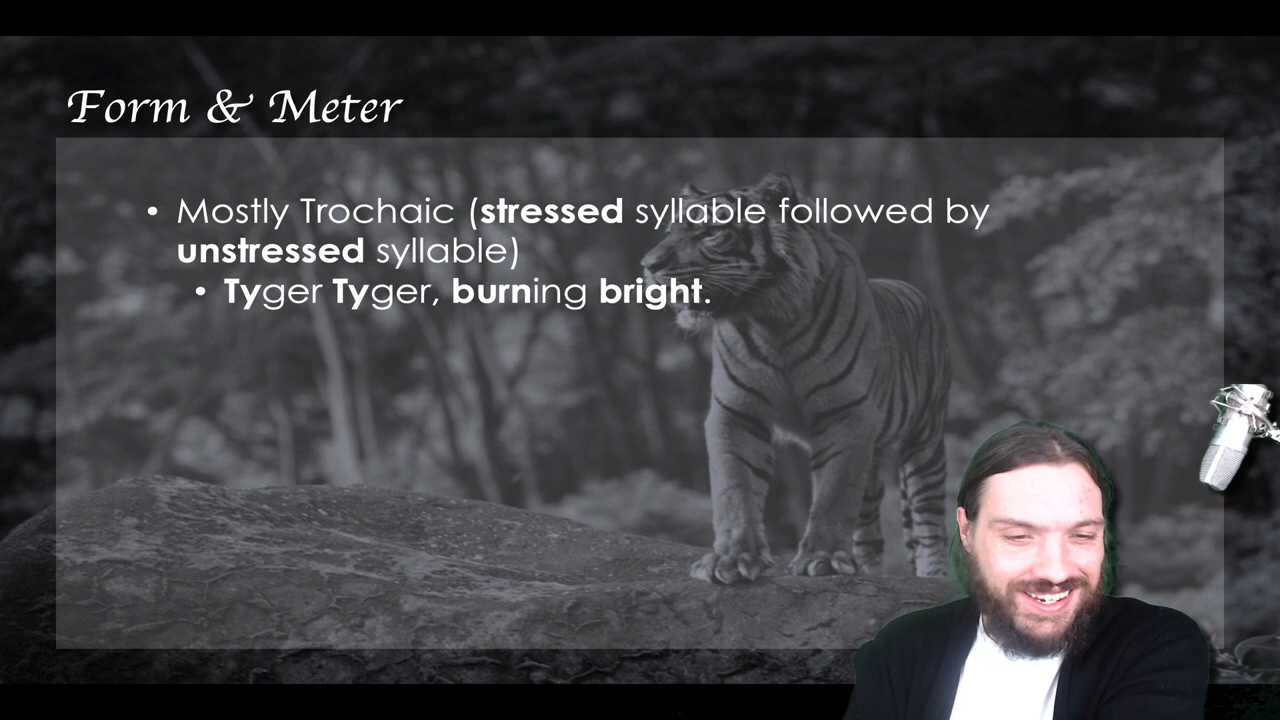 Form & Meter
• Mostly Trochaic (stressed syllable followed by
unstressed syllable)
• Tyger Tyger, burning bright.